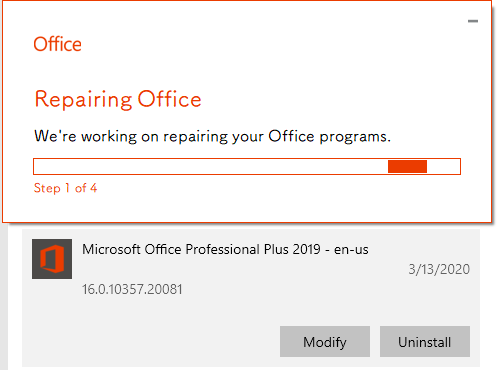 Office
Repairing Office
We're working on repairing your Office programs.
Step 1 of 4
Microsoft Office Professional Plus 2019 - en-us
3/13/2020
16.0.10357.20081
Modify
Uninstall